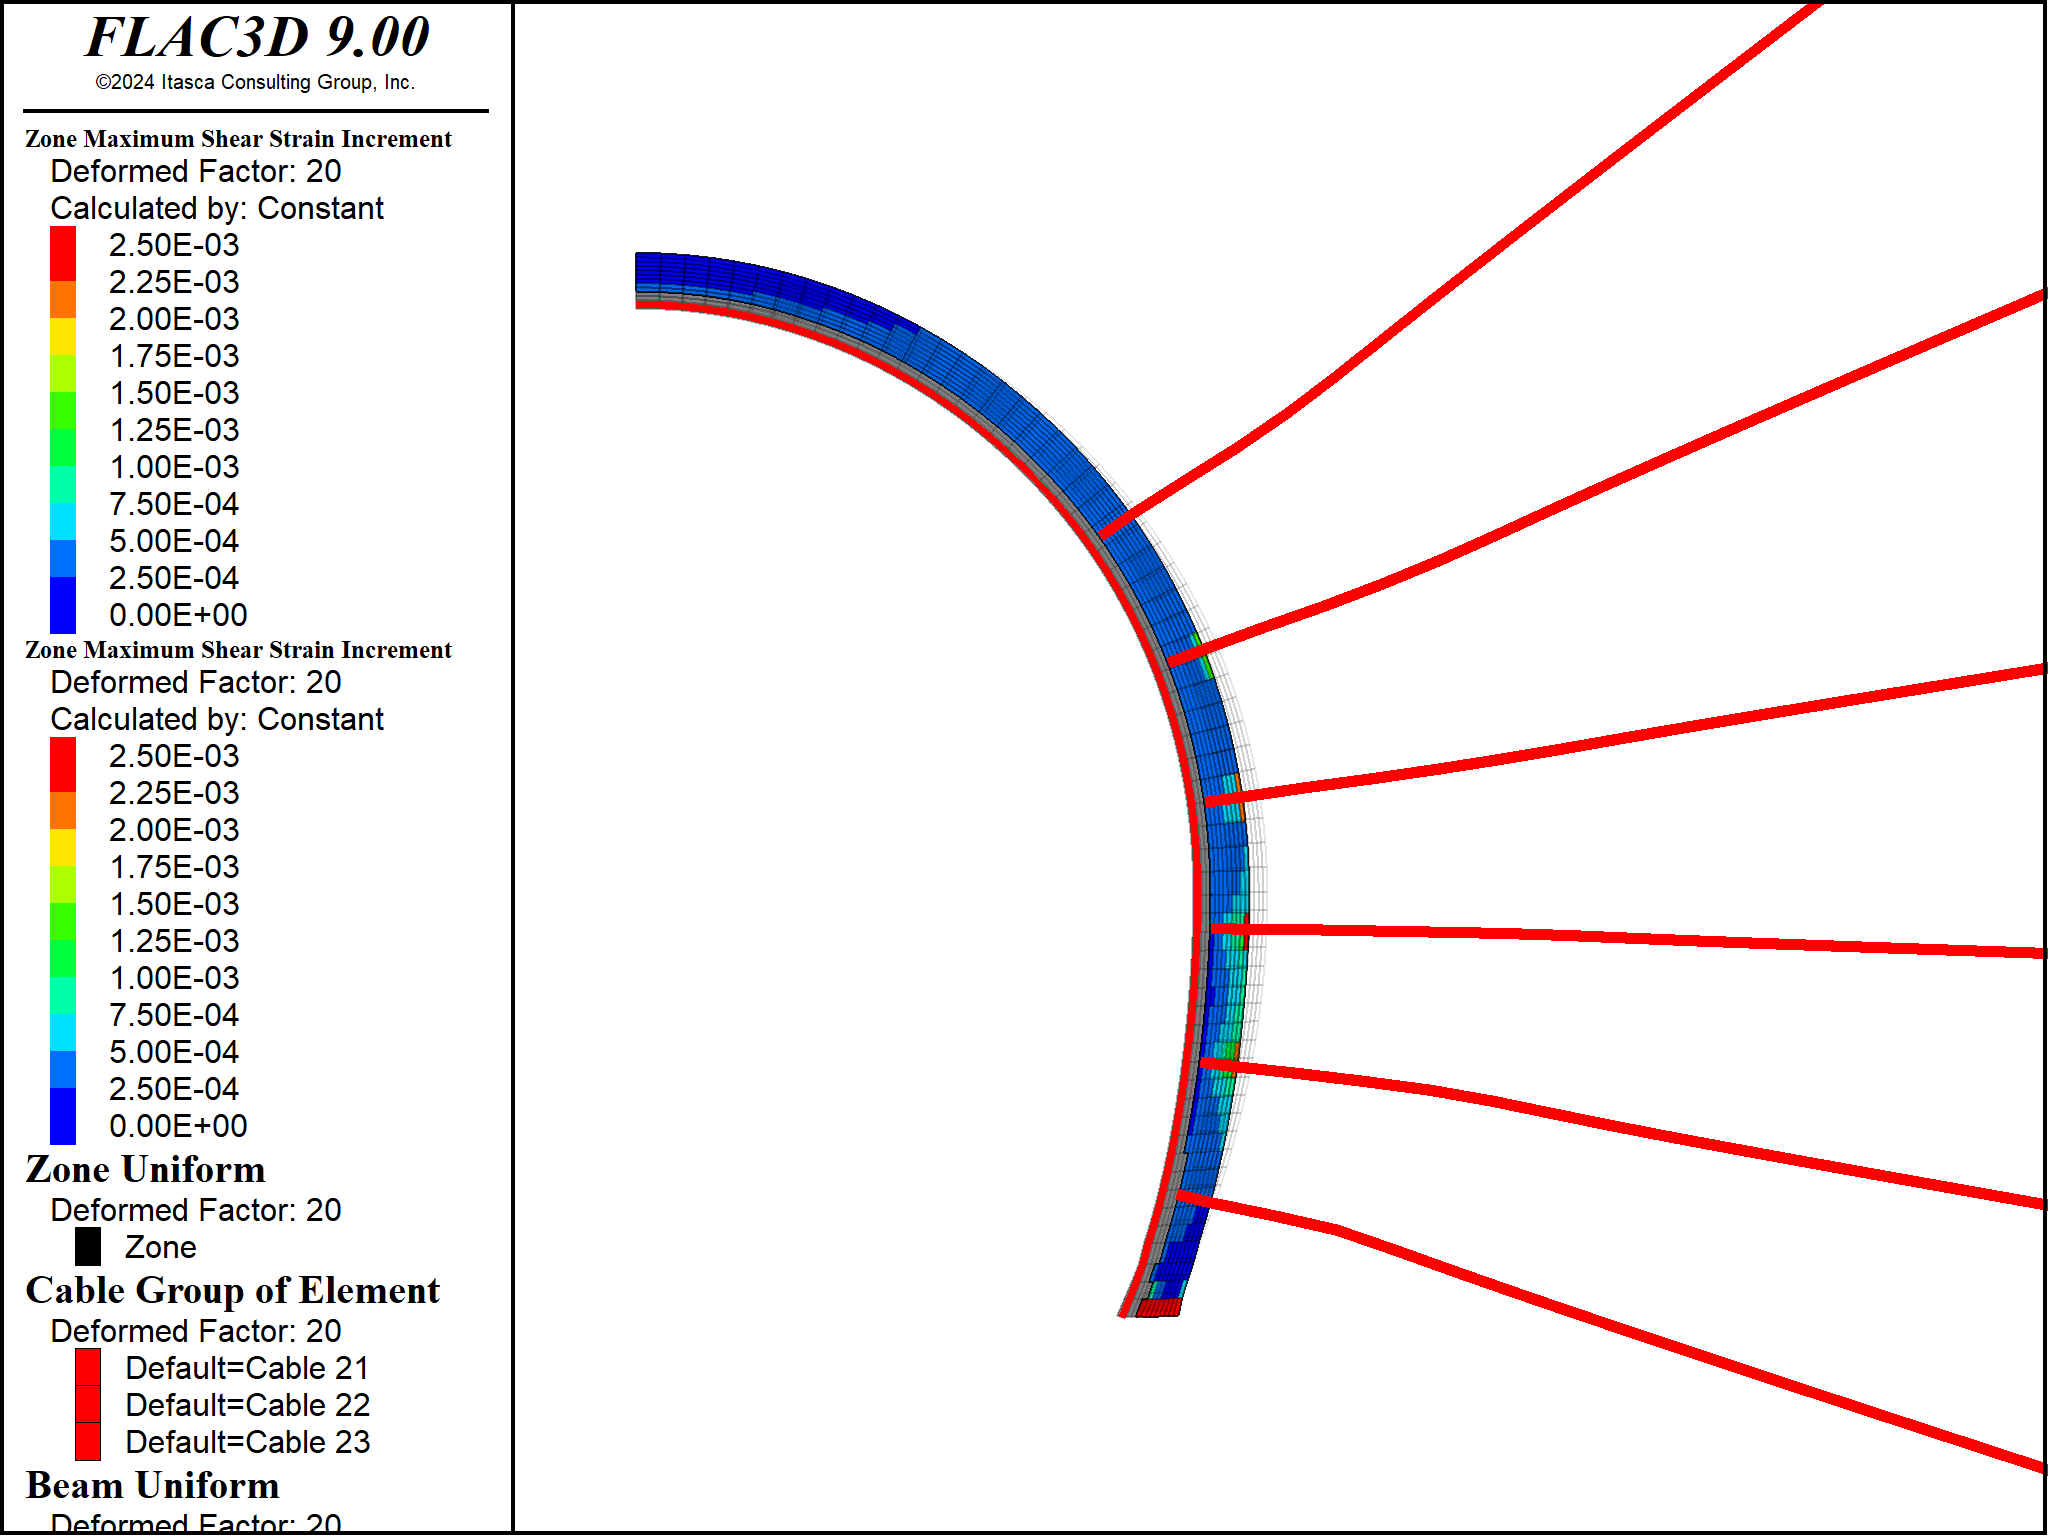 FLAC3D 9.00
©2024 Itasca Consulting Group, Inc.
Zone Maximum Shear Strain Increment
Deformed Factor: 20
Calculated by: Constant
2.50E-03
2.25E-03
2.00E-03
1.75E-03
1.50E-03
1.25E-03
1.00E-03
7.50E-04
5.00E-04
2.50E-04
0.00E+00
Zone Maximum Shear Strain Increment
Deformed Factor: 20
Calculated by: Constant
2.50E-03
2.25E-03
2.00E-03
1.75E-03
1.50E-03
1.25E-03
1.00E-03
7.50E-04
5.00E-04
2.50E-04
0.00E+00
Zone Uniform
Deformed Factor: 20
Zone
Cable Group of Element
Deformed Factor: 20
Default=Cable 21
Default=Cable 22
Default=Cable 23
Beam Uniform
Deformed Factor: 20